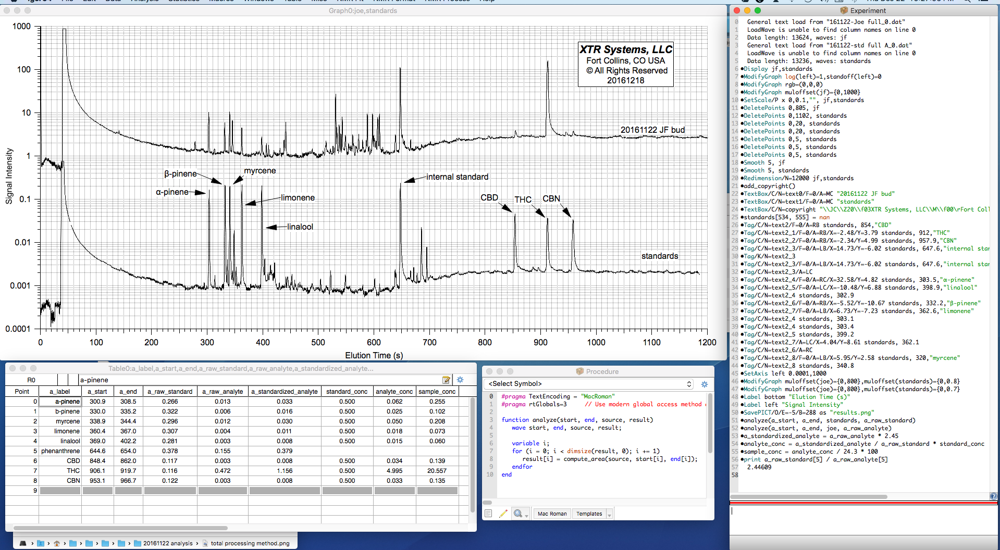 Graph0:joe,standards
1000
100
10
1
0.1
0.01
0.001
0.0001
Signal Intensity
XTR Systems, LLC
Fort Collins, CO USA
© All Rights Reserved
20161218
20161122 JF bud
β-pinene
myrcene
α-pinene
limonene
linalool
internal standard
CBD
THC
CBN
standards
0 100 200 300 400 500 600 700 800 900 1000 1100 1200
Elution Time (s)
Experiment
0 General text load from "161122-Joe full_0.dat"
1 LoadWave is unable to find column names on line 0
2 Data length: 13624, waves: jf
3 General text load from "161122-std full A_0.dat"
4 LoadWave is unable to find column names on line 0
5 Data length: 13236, waves: standards
6 •Display jf,standards
7 •ModifyGraph log(left)=1,standoff(left)=0
8 •ModifyGraph rgb=(0,0,0)
9 •ModifyGraph muloffset(jf)={0,1000}
10 •SetScale/P x 0,0.1,"", jf,standards
11 •DeletePoints 0,805, jf
12 •DeletePoints 0,1102, standards
13 •DeletePoints 0,20, standards
14 •DeletePoints 0,20, standards
15 •DeletePoints 0,5, standards
16 •DeletePoints 0,5, standards
17 •DeletePoints 0,5, standards
18 •Smooth 5, jf
19 •Smooth 5, standards
20 •Redimension/N=12000 jf,standards
21 •add_copyright()
22 •TextBox/C/N=text0/F=0/A=MC "20161122 JF bud"
23 •TextBox/C/N=text1/F=0/A=MC "standards"
24 •TextBox/C/N=copyright "\\JC\\Z20\\f03XTR Systems, LLC\\M\\f00\rFort Coll
25 •standards[534, 555] = nan
26 •Tag/C/N=text2/F=0/A=RB standards, 854,"CBD"
27 •Tag/C/N=text2_1/F=0/A=RB/X=-2.48/Y=3.79 standards, 912,"THC"
28 •Tag/C/N=text2_2/F=0/A=RB/X=-2.34/Y=4.99 standards, 957.9,"CBN"
29 •Tag/C/N=text2_3/F=0/A=LB/X=14.73/Y=-6.02 standards, 647.6,"internal star
30 •Tag/K/N=text2_3
31 •Tag/C/N=text2_3/F=0/A=LB/X=14.73/Y=-6.02 standards, 647.6,"internal star
32 •Tag/C/N=text2_3/A=LC
33 •Tag/C/N=text2_4/F=0/A=RC/X=32.58/Y=4.82 standards, 303.5,"α-pinene"
34 •Tag/C/N=text2_5/F=0/A=LC/X=-10.48/Y=6.88 standards, 398.9,"linalool"
35 •Tag/C/N=text2_4 standards, 302.9
36 •Tag/C/N=text2_6/F=0/A=RB/X=-5.52/Y=-10.67 standards, 332.2,"β-pinene"
37 •Tag/C/N=text2_7/F=0/A=LB/X=6.73/Y=-7.23 standards, 362.6,"limonene"
38 •Tag/C/N=text2_4 standards, 303.1
39 •Tag/C/N=text2_4 standards, 303.4
40 •Tag/C/N=text2_5 standards, 399.2
41 •Tag/C/N=text2_7/A=LC/X=4.04/Y=8.61 standards, 362.1
42 •Tag/C/N=text2_6/A=RC
43 •Tag/C/N=text2_8/F=0/A=LB/X=5.95/Y=2.58 standards, 320,"myrcene"
44 •Tag/C/N=text2_8 standards, 340.8
45 •SetAxis left 0.0001,1000
46 •ModifyGraph muloffset(joe)={0,800},muloffset(standards)={0,0.8}
47 •ModifyGraph muloffset(joe)={0,800},muloffset(standards)={0,0.7}
48 •Label bottom "Elution Time (s)"
49 •Label left "Signal Intensity"
50 •SavePICT/O/E=-5/B=288 as "results.png"
51 •analyze(a_start, a_end, standards, a_raw_standard)
52 •analyze(a_start, a_end, joe, a_raw_analyte)
53 •a_standardized_analyte = a_raw_analyte * 2.45
54 •analyte_conc = a_standardized_analyte / a_raw_standard * standard_conc
55 •sample_conc = analyte_conc / 24.3 * 100
56 •print a_raw_standard[5] / a_raw_analyte[5]
57 2.44609
58
Table0:a_label,a_start,a_end,a_raw_standard,a_raw_analyte,a_standardized_analyte...
R0 a-pinene
Point a_label a_start a_end a_raw_standard a_raw_analyte a_standardized_analyte standard_conc analyte_conc sample_conc
0 a-pinene 300.9 308.5 0.266 0.013 0.033 0.500 0.062 0.255
1 b-pinene 330.0 335.2 0.322 0.006 0.016 0.500 0.025 0.102
2 myrcene 338.9 344.4 0.296 0.012 0.030 0.500 0.050 0.208
3 limonene 360.4 367.0 0.307 0.004 0.011 0.500 0.018 0.073
4 linalool 369.0 402.2 0.281 0.003 0.008 0.500 0.015 0.060
5 phenanthrene 644.6 654.0 0.378 0.155 0.379
6 CBD 848.4 862.0 0.117 0.003 0.008 0.500 0.034 0.139
7 THC 906.1 919.7 0.116 0.472 1.156 0.500 4.995 20.557
8 CBN 953.1 966.7 0.122 0.003 0.008 0.500 0.033 0.135
9
Procedure
<Select Symbol>
0 #pragma TextEncoding = "MacRoman"
1 #pragma rtGlobals=3 // Use modern global access method
2
3 function analyze(start, end, source, result)
4 wave start, end, source, result;
5
6 variable i;
7 for (i = 0; i < dimsize(result, 0); i += 1)
8 result[i] = compute_area(source, start[i], end[i]);
9 endfor
10 end
Mac Roman Templates
20161122 analysis › total processing method.png